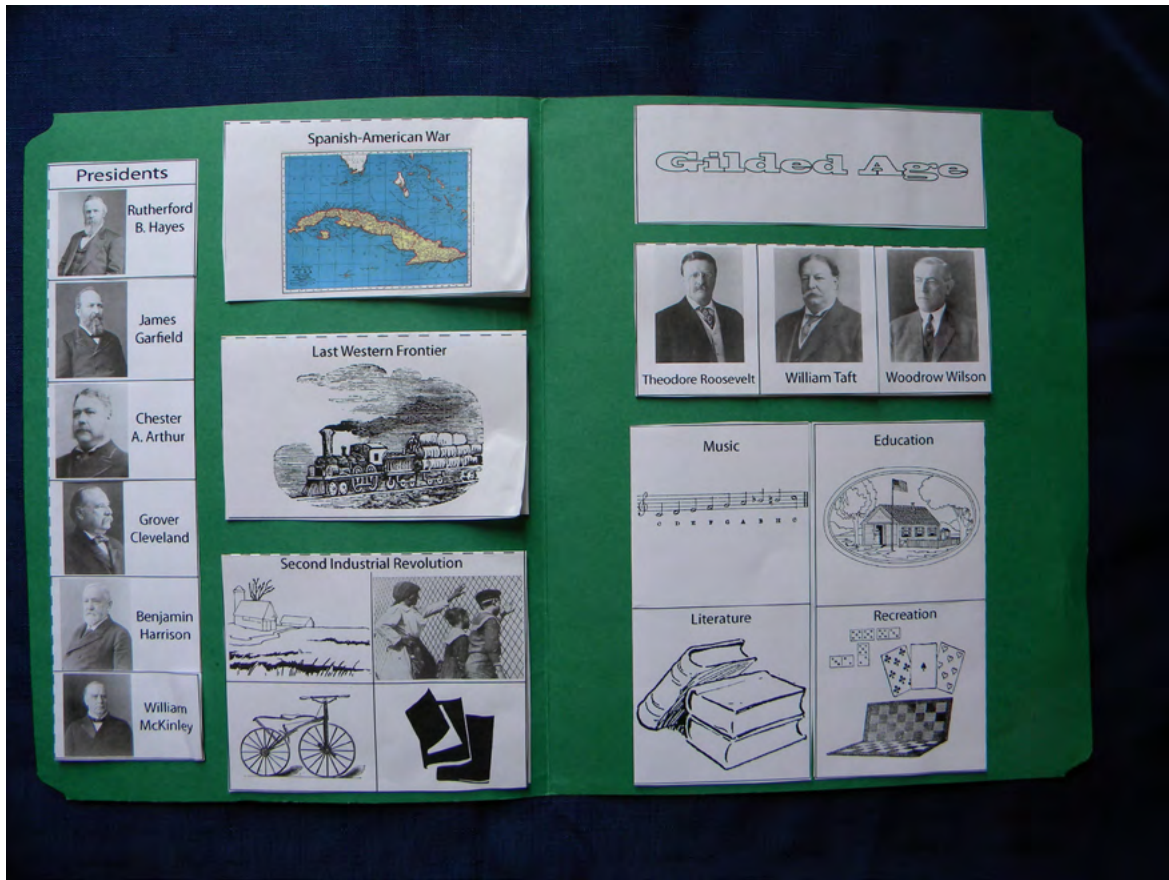 Presidents
Rutherford
B. Hayes
James
Garfield
Chester
A. Arthur
Grover
Cleveland
Benjamin
Harrison
William
McKinley
Spanish-American War
Last Western Frontier
Second Industrial Revolution
Gilded Age
Theodore Roosevelt
William Taft
Woodrow Wilson
Music
Education
Literature
Recreation